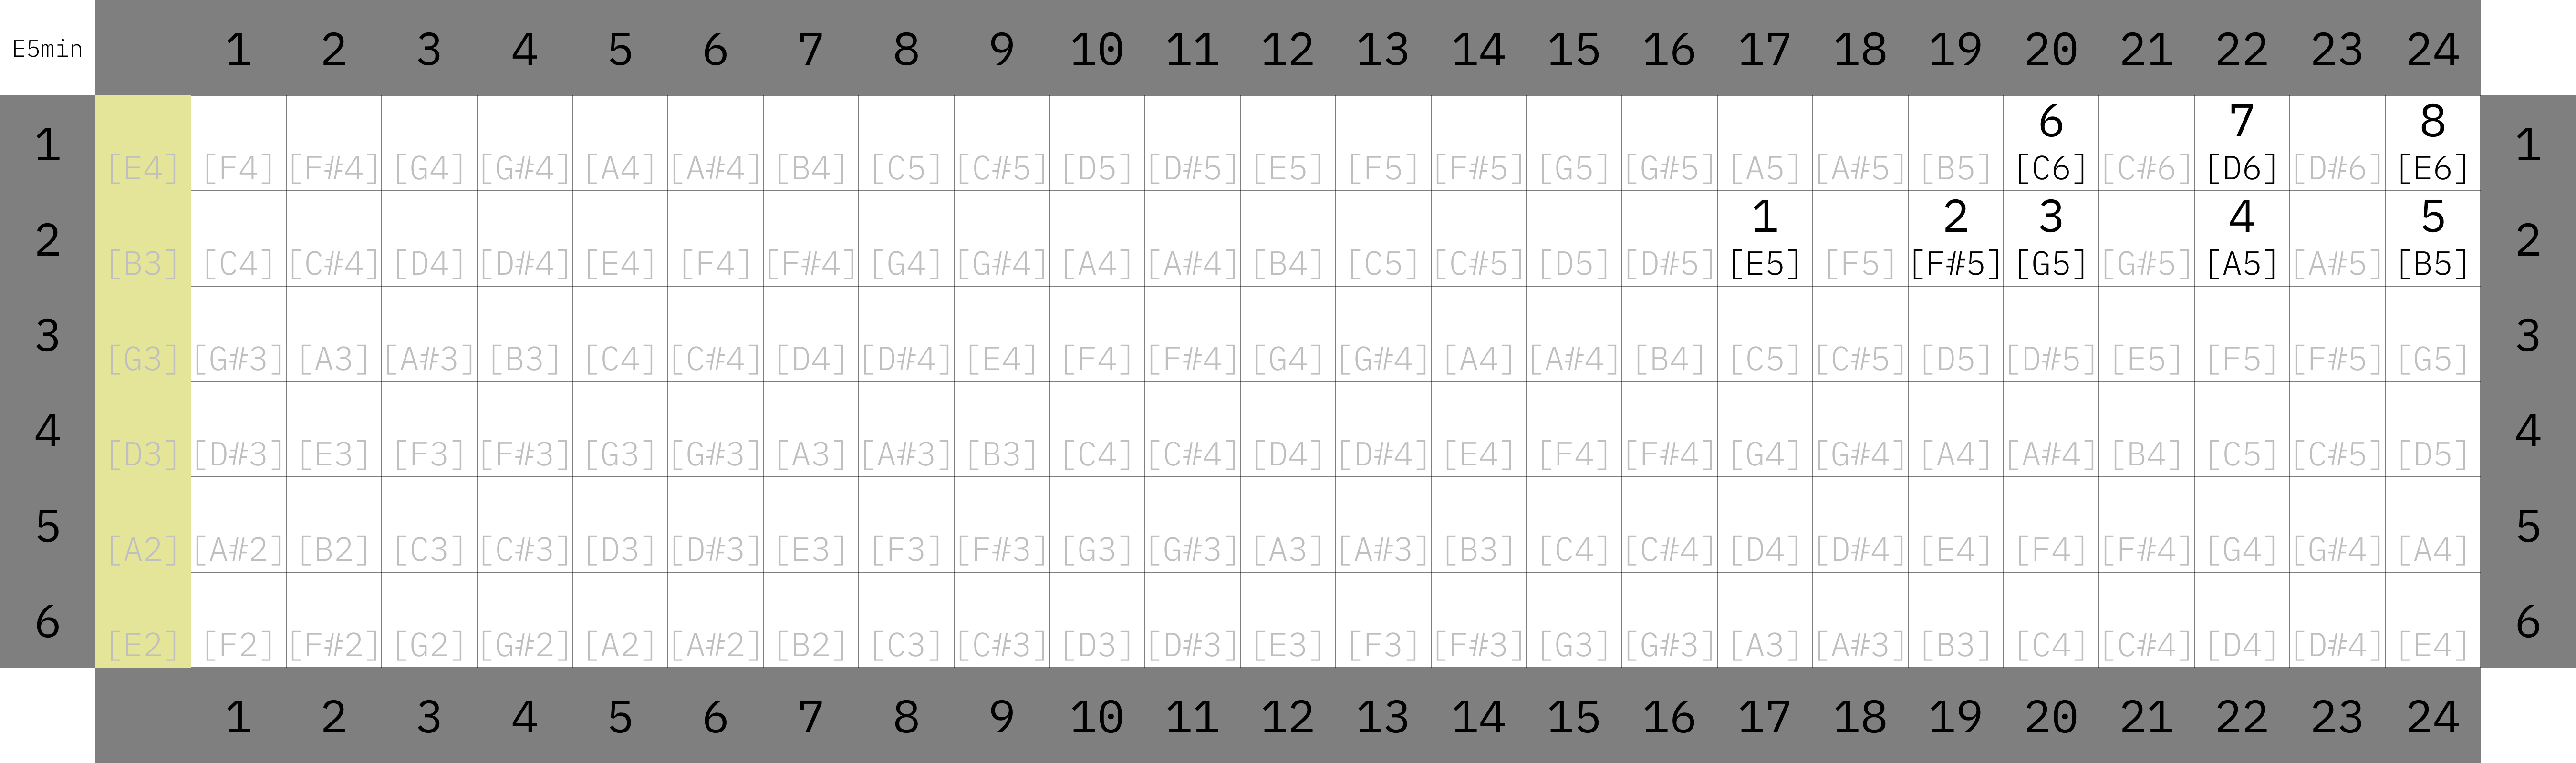 E5min 1 2 3 4 5 6 7 8 9 10 11 12 13 14 15 16 17 18 19 20 21 22 23 24
6 7 8
1 1
[E4] [F4] [F#4] [G4] [G#4] [A4] [A#4] [B4] [C5] [C#5] [D5] [D#5] [E5] [F5] [F#5] [G5] [G#5] [A5] [A#5] [B5] [C6] [C#6] [D6] [D#6] [E6]
1 2 3 4 5
2 2
[B3] [C4] [C#4] [D4] [D#4] [E4] [F4] [F#4] [G4] [G#4] [A4] [A#4] [B4] [C5] [C#5] [D5] [D#5] [E5] [F5] [F#5] [G5] [G#5] [A5] [A#5] [B5]
3 3
[G3] [G#3] [A3] [A#3] [B3] [C4] [C#4] [D4] [D#4] [E4] [F4] [F#4] [G4] [G#4] [A4] [A#4] [B4] [C5] [C#5] [D5] [D#5] [E5] [F5] [F#5] [G5]
4 4
[D3] [D#3] [E3] [F3] [F#3] [G3] [G#3] [A3] [A#3] [B3] [C4] [C#4] [D4] [D#4] [E4] [F4] [F#4] [G4] [G#4] [A4] [A#4] [B4] [C5] [C#5] [D5]
5 5
[A2] [A#2] [B2] [C3] [C#3] [D3] [D#3] [E3] [F3] [F#3] [G3] [G#3] [A3] [A#3] [B3] [C4] [C#4] [D4] [D#4] [E4] [F4] [F#4] [G4] [G#4] [A4]
6 6
[E2] [F2] [F#2] [G2] [G#2] [A2] [A#2] [B2] [C3] [C#3] [D3] [D#3] [E3] [F3] [F#3] [G3] [G#3] [A3] [A#3] [B3] [C4] [C#4] [D4] [D#4] [E4]
1 2 3 4 5 6 7 8 9 10 11 12 13 14 15 16 17 18 19 20 21 22 23 24